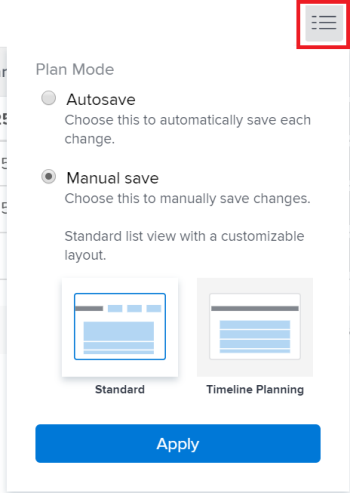 Plan Mode
Autosave
Choose this to automatically save each
change.
Manual save
Choose this to manually save changes.
Standard list view with a customizable
layout.
Standard Timeline Planning
Apply